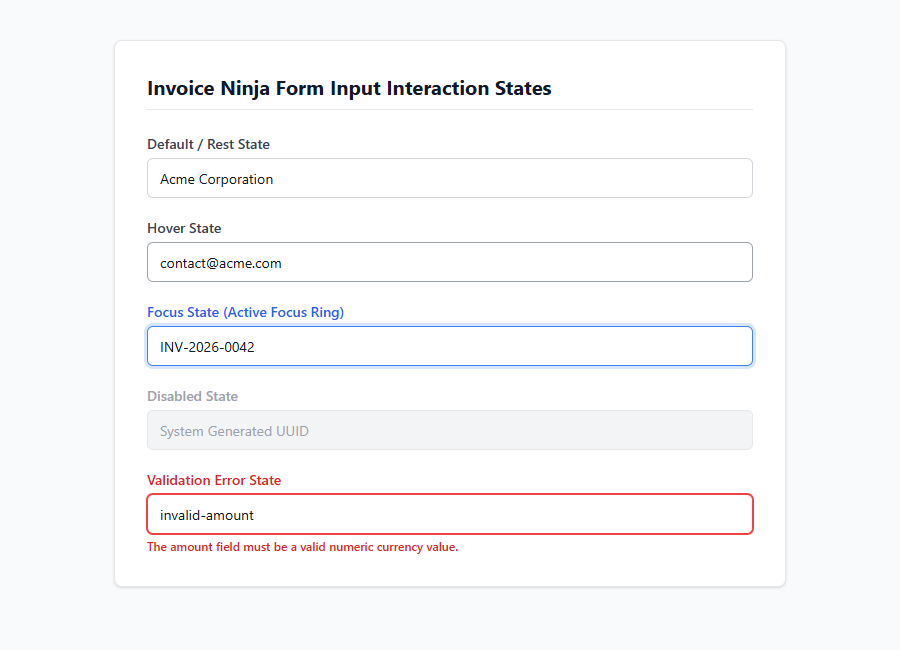 Invoice Ninja Form Input Interaction States
Default / Rest State
Acme Corporation
Hover State
contact@acme.com
Focus State (Active Focus Ring)
INV-2026-0042
Disabled State
System Generated UUID
Validation Error State
invalid-amount
The amount field must be a valid numeric currency value.